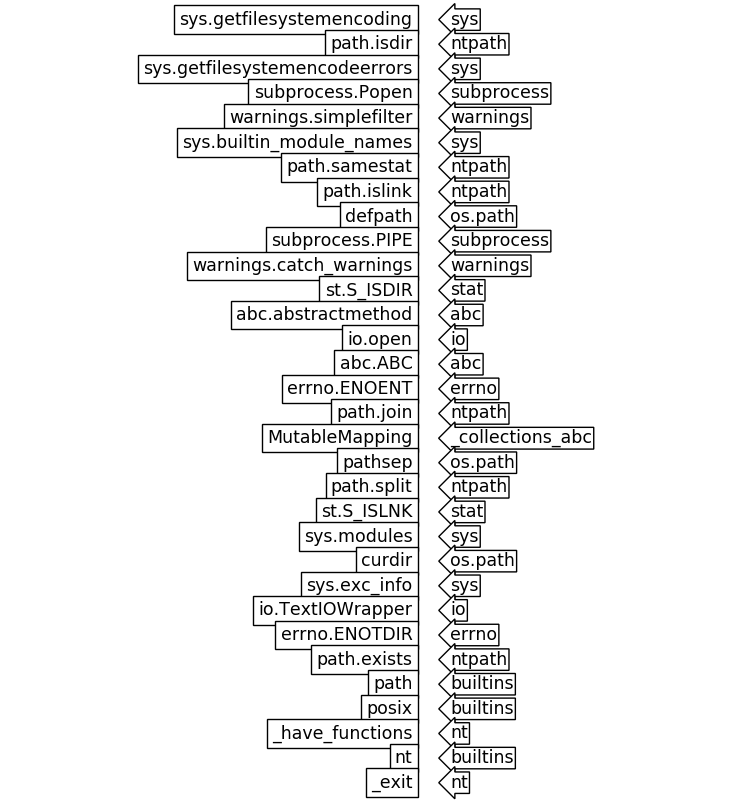 sys.getfilesystemencoding sys
path.isdir ntpath
sys.getfilesystemencodeerrors sys
subprocess.Popen subprocess
warnings.simplefilter warnings
sys.builtin_module_names sys
path.samestat ntpath
path.islink ntpath
defpath os.path
subprocess.PIPE subprocess
warnings.catch_warnings warnings
st.S_ISDIR stat
abc.abstractmethod abc
io.open io
abc.ABC abc
errno.ENOENT errno
path.join ntpath
MutableMapping _collections_abc
pathsep os.path
path.split ntpath
st.S_ISLNK stat
sys.modules sys
curdir os.path
sys.exc_info sys
io.TextIOWrapper io
errno.ENOTDIR errno
path.exists ntpath
path builtins
posix builtins
_have_functions nt
nt builtins
_exit nt